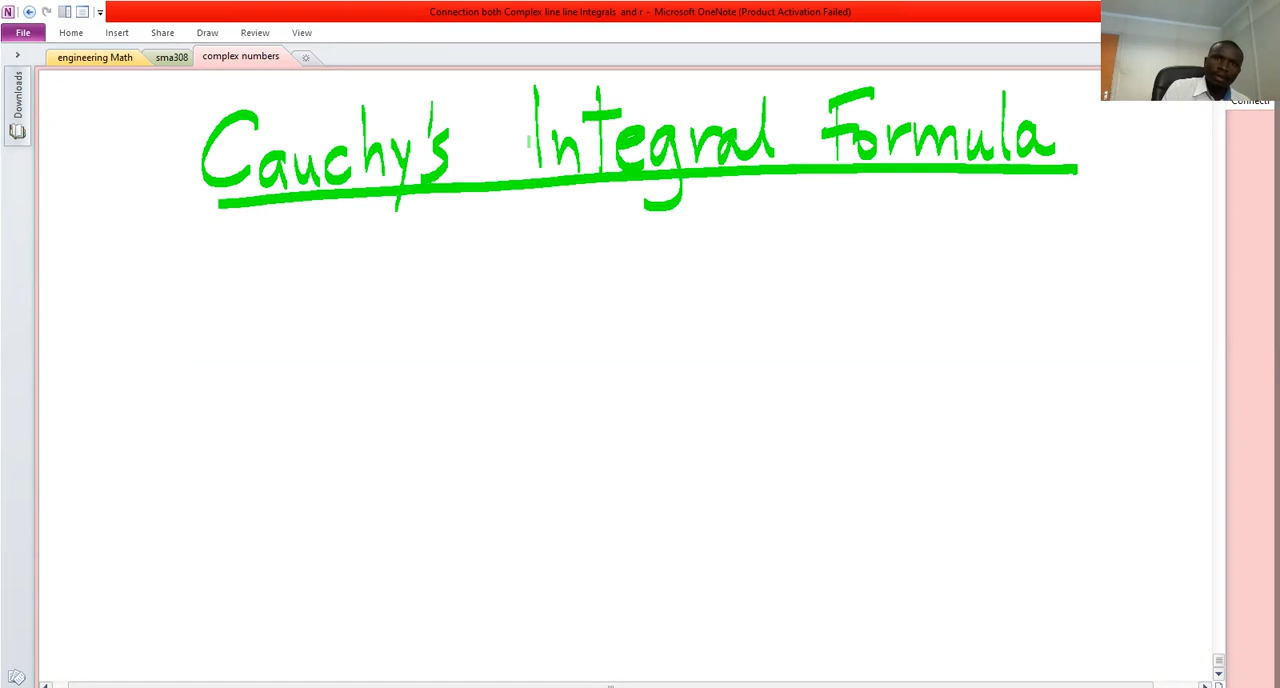 Connection both Complex line line Integrals and r - Microsoft OneNote (Product Activation Failed)
File Home Insert Share Draw Review View
engineering Math sma308 complex numbers
Downloads
Connecti
Cauchy's Integral Formula